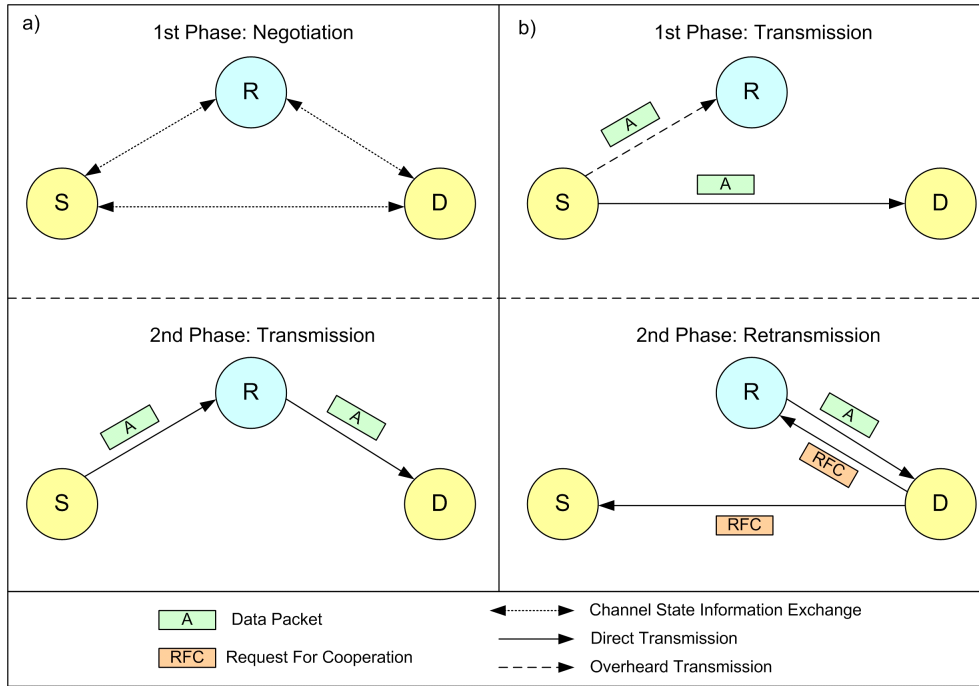 a)
1st Phase: Negotiation
R
S
D
b)
1st Phase: Transmission
R
A
A
S
D
2nd Phase: Transmission
R
A
A
S
D
2nd Phase: Retransmission
R
A
RFC
S
D
RFC
A Data Packet
RFC Request For Cooperation
Channel State Information Exchange
Direct Transmission
Overheard Transmission